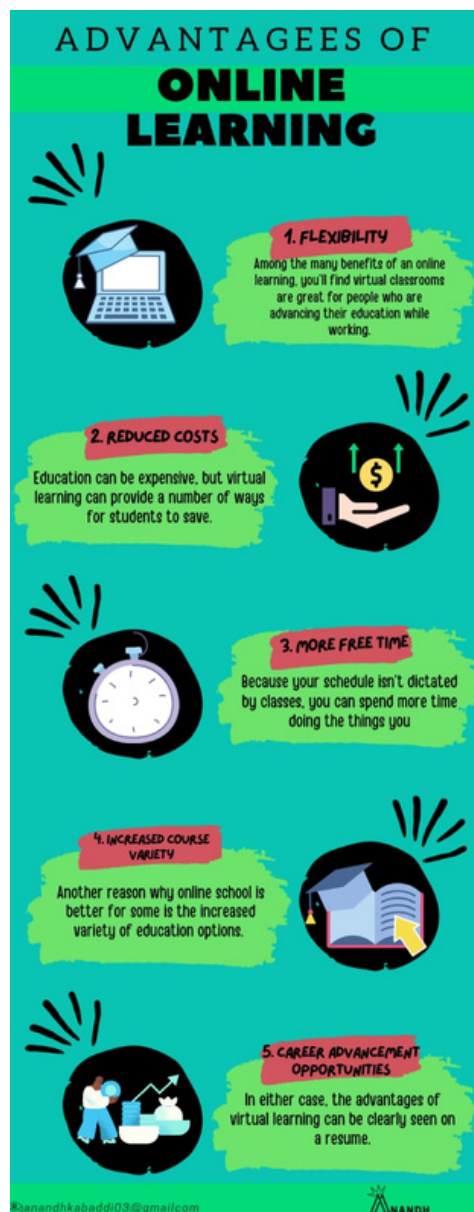 ADVANTAGEES OF
ONLINE
LEARNING
1. FLEXIBILITY
Among the many benefits of an online
learning, you'll find virtual classrooms
are great for people who are
advancing their education while
working.
2. REDUCED COSTS
Education can be expensive, but virtual
learning can provide a number of ways
for students to save.
$
3. MORE FREE TIME
Because your schedule isn't dictated
by classes, you can spend more time
doing the things you
4. INCREASED COURSE
VARIETY
Another reason why online school is
better for some is the increased
variety of education options.
5. CAREER ADVANCEMENT
OPPORTUNITIES
In either case, the advantages of
virtual learning can be clearly seen on
a resume.
ANANDH